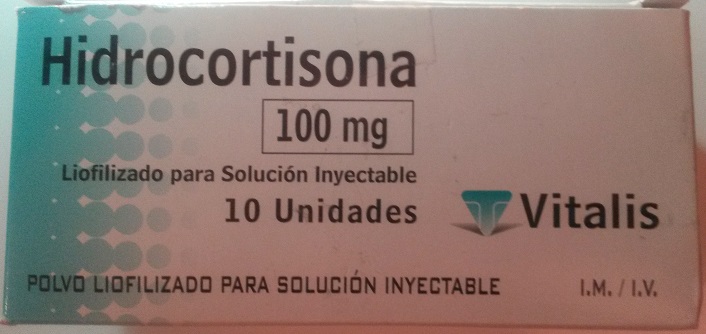 Hidrocortisona
100 mg
Liofilizado para Solución Inyectable
10 Unidades
Vitalis
POLVO LIOFILIZADO PARA SOLUCIÓN INYECTABLE I.M. / I.V.